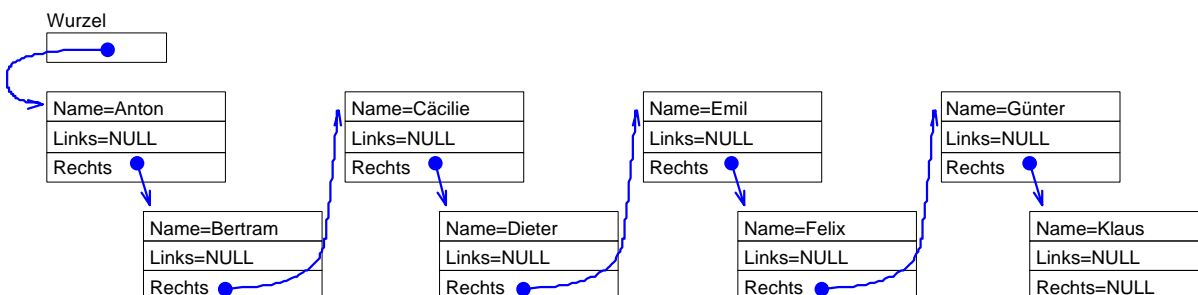 Wurzel
Name=Anton
Links=NULL
Rechts
Name=Bertram
Links=NULL
Rechts
Name=Cäcilie
Links=NULL
Rechts
Name=Dieter
Links=NULL
Rechts
Name=Emil
Links=NULL
Rechts
Name=Felix
Links=NULL
Rechts
Name=Günter
Links=NULL
Rechts
Name=Klaus
Links=NULL
Rechts=NULL